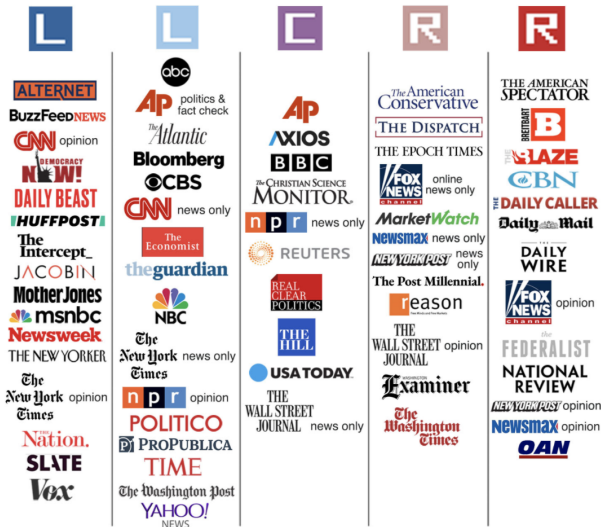 L
ALTERNET
BuzzFeed NEWS
CNN opinion
DEMOCRACY
NOW!
DAILY BEAST
HUFFPOST
The
Intercept_
JACOBIN
Mother Jones
msnbc
Newsweek
THE NEW YORKER
The
New York opinion
Times
The Nation.
SLATE
Vox
L
abc
AP politics &
fact check
The Atlantic
Bloomberg
CBS
CNN news only
The
Economist
theguardian
NBC
The
New York news only
Times
npr opinion
POLITICO
PROPUBLICA
TIME
The Washington Post
YAHOO!
NEWS
C
AP
AXIOS
BBC
The CHRISTIAN SCIENCE
MONITOR
npr news only
REUTERS
REAL
CLEAR
POLITICS
THE
HILL
USA TODAY
THE
WALL STREET
JOURNAL news only
R
The American
Conservative
THE DISPATCH
THE EPOCH TIMES
FOX online
NEWS news only
channel
MarketWatch
Newsmax news only
NEW YORK POST news
only
The Post Millennial.
reason
THE
WALL STREET opinion
JOURNAL
WASHINGTON
Examiner
The
Washington
Times
R
THE AMERICAN
SPECTATOR
BREITBART
B
THE BLAZE
CBN
THE DAILY CALLER
Daily Mail
THE
DAILY
WIRE
FOX
NEWS opinion
channel
the
FEDERALIST
NATIONAL
REVIEW
NEW YORK POST opinion
Newsmax opinion
OAN